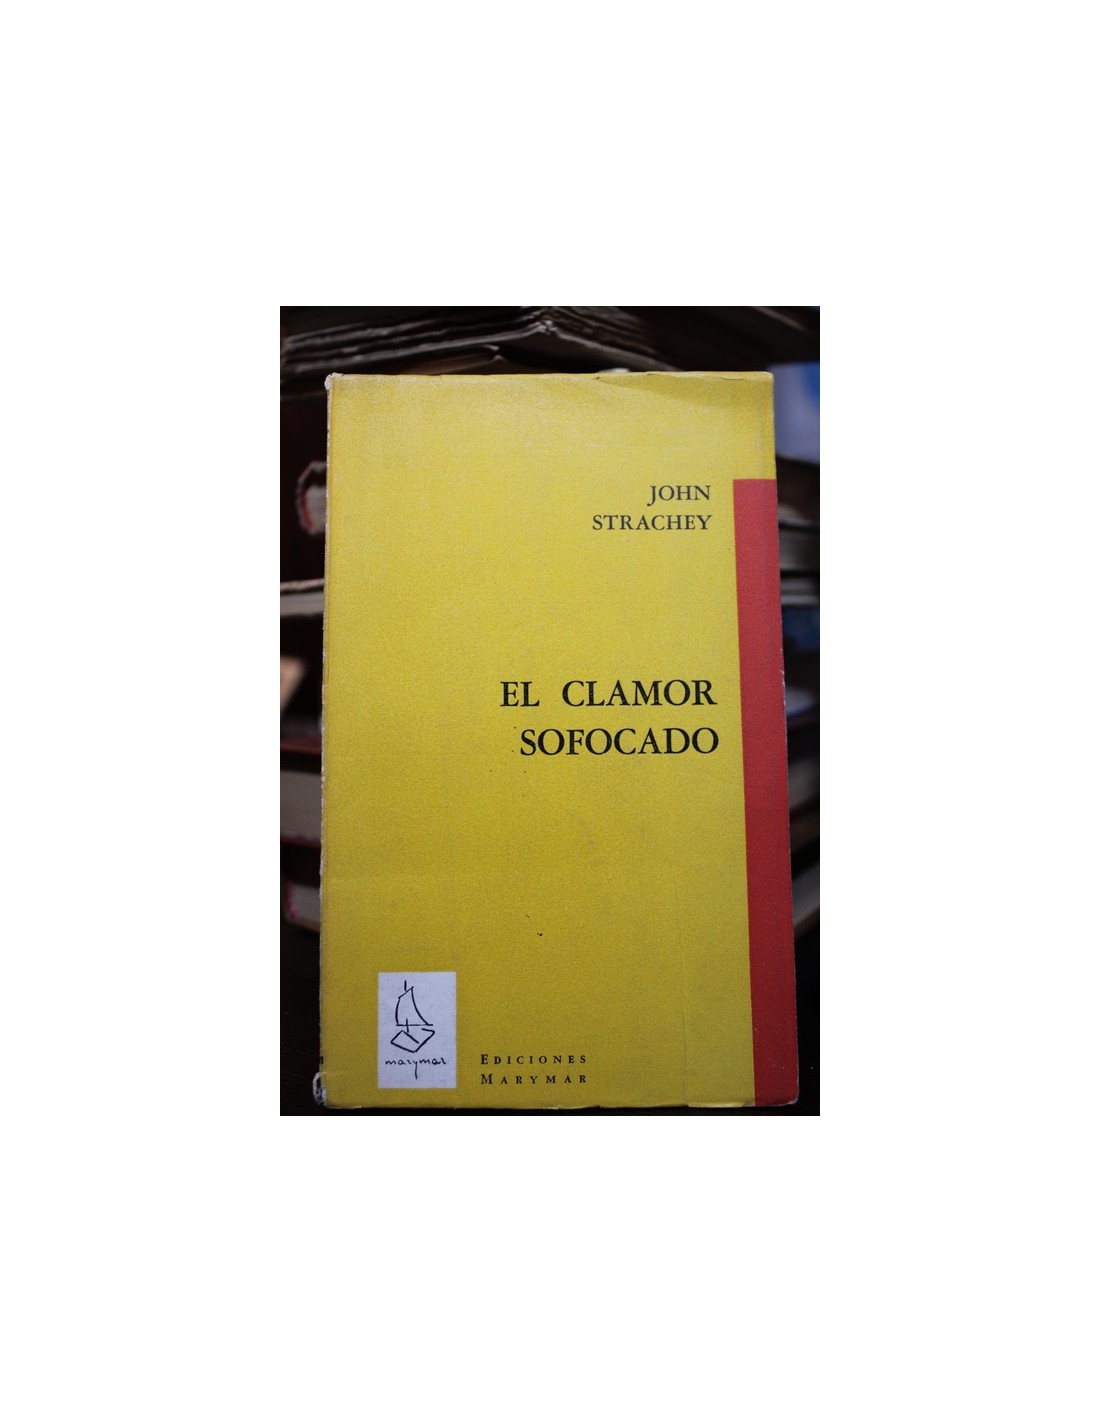 JOHN
STRACHEY
EL CLAMOR
SOFOCADO
marymar
EDICIONES
MARYMAR